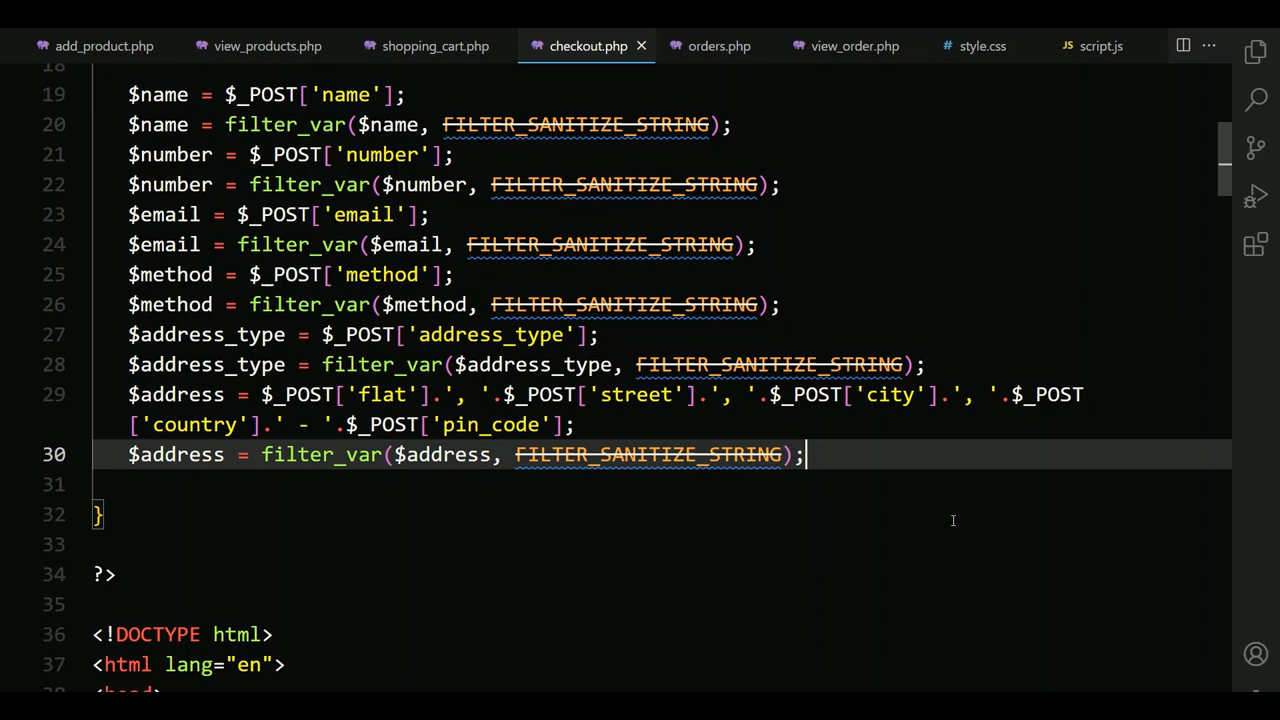 add_product.php view_products.php shopping_cart.php checkout.php orders.php view_order.php # style.css JS script.js
18
19 $name = $_POST['name'];
20 $name = filter_var($name, FILTER_SANITIZE_STRING);
21 $number = $_POST['number'];
22 $number = filter_var($number, FILTER_SANITIZE_STRING);
23 $email = $_POST['email'];
24 $email = filter_var($email, FILTER_SANITIZE_STRING);
25 $method = $_POST['method'];
26 $method = filter_var($method, FILTER_SANITIZE_STRING);
27 $address_type = $_POST['address_type'];
28 $address_type = filter_var($address_type, FILTER_SANITIZE_STRING);
29 $address = $_POST['flat'].', '.$_POST['street'].', '.$_POST['city'].', '.$_POST
['country'].' - '.$_POST['pin_code'];
30 $address = filter_var($address, FILTER_SANITIZE_STRING);
31
32 }
33
34 ?>
35
36 <!DOCTYPE html>
37 <html lang="en">
38 <head>